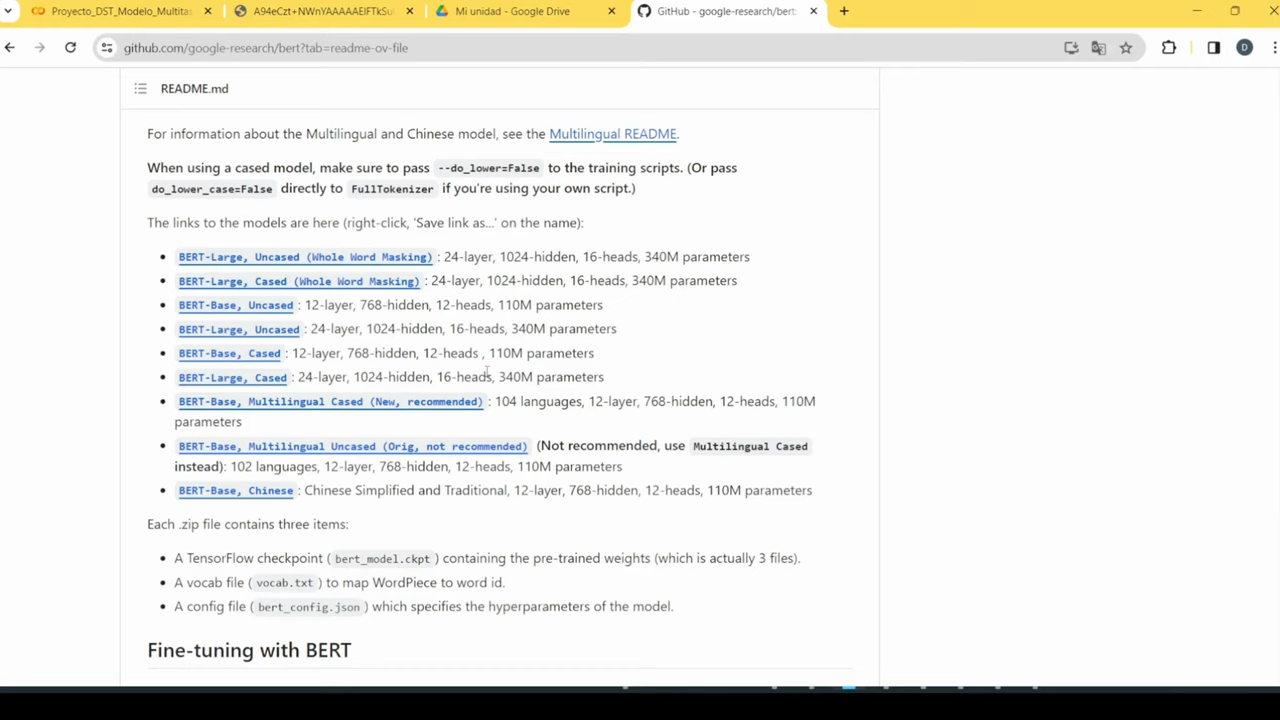 Proyecto_DST_Modelo_Multitas
A94eCzt+NWnYAAAAAElFTkSu
Mi unidad - Google Drive
GitHub - google-research/bert:
github.com/google-research/bert?tab=readme-ov-file
D
README.md
For information about the Multilingual and Chinese model, see the Multilingual README.
When using a cased model, make sure to pass --do_lower=False to the training scripts. (Or pass
do_lower_case=False directly to FullTokenizer if you're using your own script.)
The links to the models are here (right-click, 'Save link as...' on the name):
• BERT-Large, Uncased (Whole Word Masking) : 24-layer, 1024-hidden, 16-heads, 340M parameters
• BERT-Large, Cased (Whole Word Masking) : 24-layer, 1024-hidden, 16-heads, 340M parameters
• BERT-Base, Uncased : 12-layer, 768-hidden, 12-heads, 110M parameters
• BERT-Large, Uncased : 24-layer, 1024-hidden, 16-heads, 340M parameters
• BERT-Base, Cased : 12-layer, 768-hidden, 12-heads , 110M parameters
• BERT-Large, Cased : 24-layer, 1024-hidden, 16-heads, 340M parameters
• BERT-Base, Multilingual Cased (New, recommended) : 104 languages, 12-layer, 768-hidden, 12-heads, 110M
parameters
• BERT-Base, Multilingual Uncased (Orig, not recommended) (Not recommended, use Multilingual Cased
instead): 102 languages, 12-layer, 768-hidden, 12-heads, 110M parameters
• BERT-Base, Chinese : Chinese Simplified and Traditional, 12-layer, 768-hidden, 12-heads, 110M parameters
Each .zip file contains three items:
• A TensorFlow checkpoint ( bert_model.ckpt ) containing the pre-trained weights (which is actually 3 files).
• A vocab file ( vocab.txt ) to map WordPiece to word id.
• A config file ( bert_config.json ) which specifies the hyperparameters of the model.
Fine-tuning with BERT